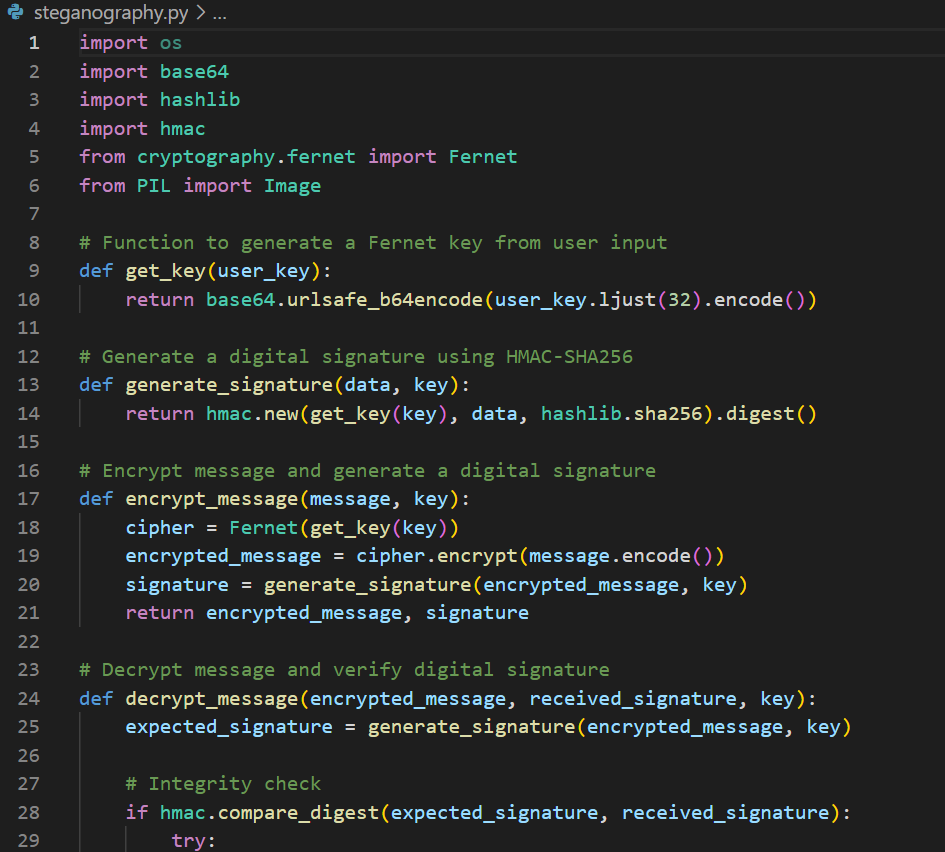 steganography.py > ...
1 import os
2 import base64
3 import hashlib
4 import hmac
5 from cryptography.fernet import Fernet
6 from PIL import Image
7
8 # Function to generate a Fernet key from user input
9 def get_key(user_key):
10     return base64.urlsafe_b64encode(user_key.ljust(32).encode())
11
12 # Generate a digital signature using HMAC-SHA256
13 def generate_signature(data, key):
14     return hmac.new(get_key(key), data, hashlib.sha256).digest()
15
16 # Encrypt message and generate a digital signature
17 def encrypt_message(message, key):
18     cipher = Fernet(get_key(key))
19     encrypted_message = cipher.encrypt(message.encode())
20     signature = generate_signature(encrypted_message, key)
21     return encrypted_message, signature
22
23 # Decrypt message and verify digital signature
24 def decrypt_message(encrypted_message, received_signature, key):
25     expected_signature = generate_signature(encrypted_message, key)
26
27     # Integrity check
28     if hmac.compare_digest(expected_signature, received_signature):
29         try: